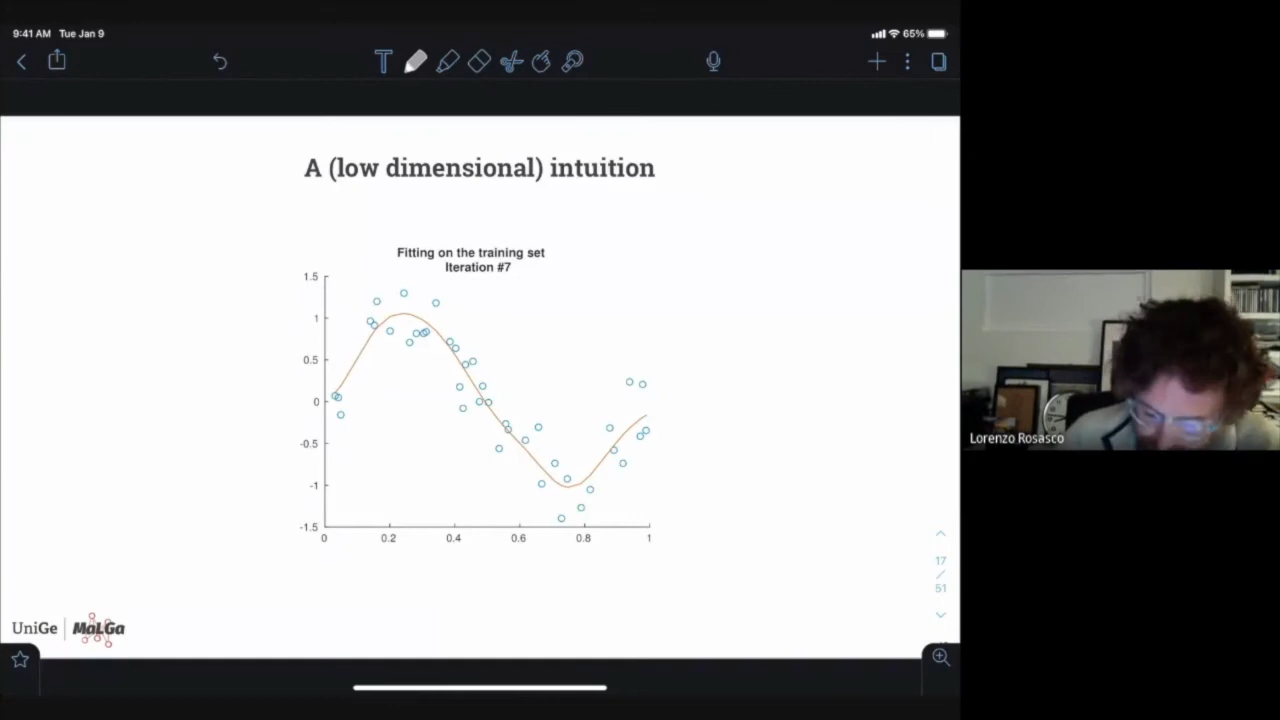 9:41 AM Tue Jan 9
65%
A (low dimensional) intuition
Fitting on the training set
Iteration #7
1.5
1
0.5
0
-0.5
-1
-1.5
0 0.2 0.4 0.6 0.8 1
17
/
51
UniGe | MaLGa
Lorenzo Rosasco